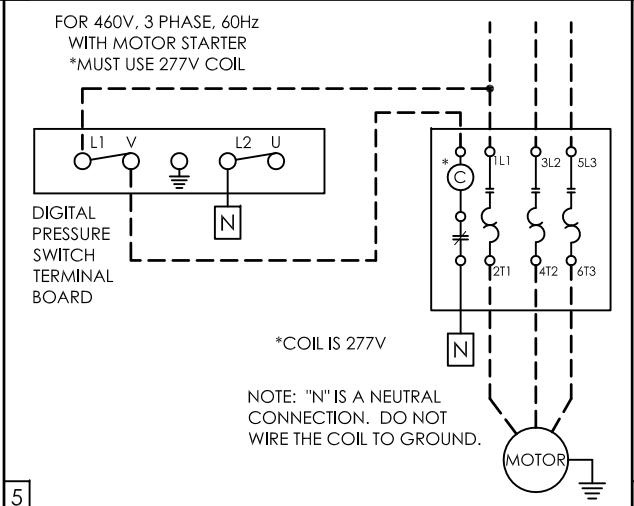 FOR 460V, 3 PHASE, 60Hz
WITH MOTOR STARTER
*MUST USE 277V COIL
L1 V L2 U
N
DIGITAL
PRESSURE
SWITCH
TERMINAL
BOARD
* C 1L1 3L2 5L3
2T1 4T2 6T3
*COIL IS 277V
N
NOTE: "N" IS A NEUTRAL
CONNECTION. DO NOT
WIRE THE COIL TO GROUND.
MOTOR
5